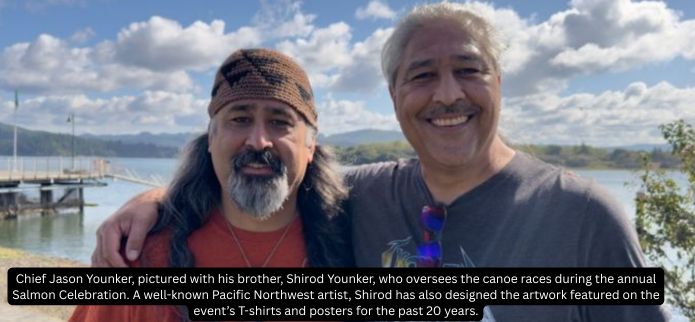 Chief Jason Younker, pictured with his brother, Shirod Younker, who oversees the canoe races during the annual
Salmon Celebration. A well-known Pacific Northwest artist, Shirod has also designed the artwork featured on the
event's T-shirts and posters for the past 20 years.